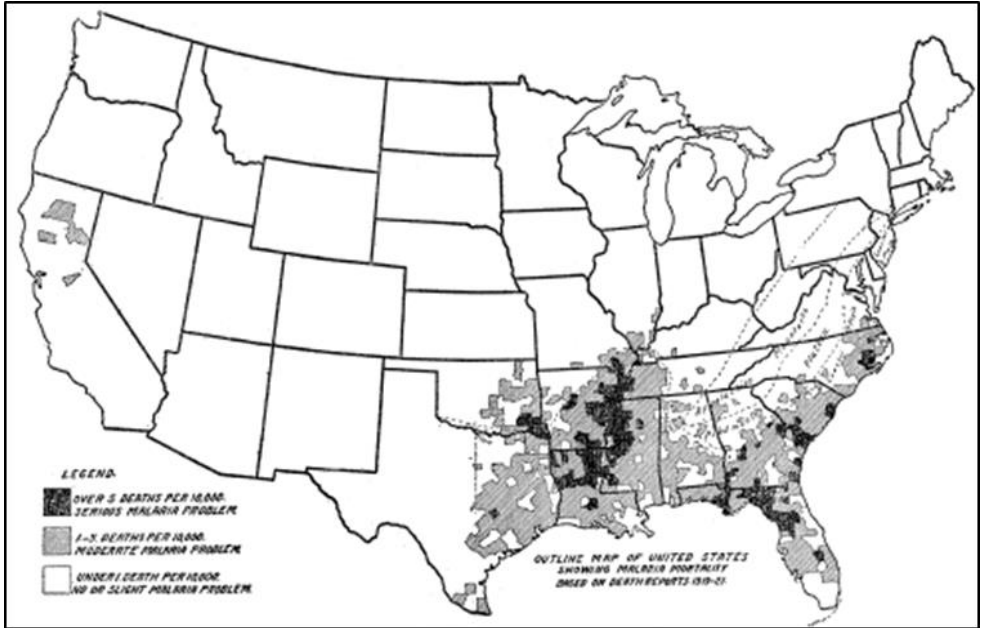 LEGEND.
OVER 5 DEATHS PER 10,000.
SERIOUS MALARIA PROBLEM.
1-5. DEATHS PER 10,000.
MODERATE MALARIA PROBLEM.
UNDER 1. DEATH PER 10,000.
NO OR SLIGHT MALARIA PROBLEM.
OUTLINE MAP OF UNITED STATES
SHOWING MALARIA MORTALITY
BASED ON DEATH REPORTS 1919-21.